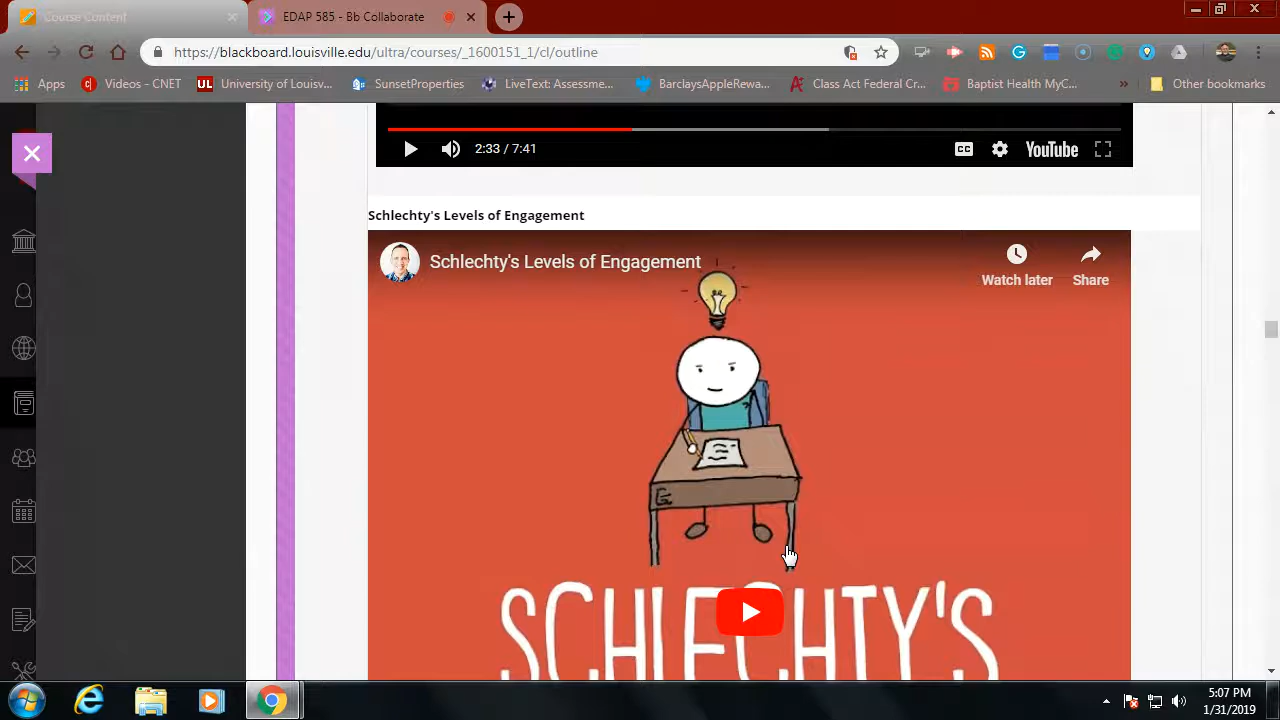 Course Content
EDAP 585 - Bb Collaborate
https://blackboard.louisville.edu/ultra/courses/_1600151_1/cl/outline
Apps
Videos - CNET
UL University of Louisv...
SunsetProperties
LiveText: Assessme...
BarclaysAppleRewa...
Class Act Federal Cr...
Baptist Health MyC...
»
Other bookmarks
2:33 / 7:41
CC
YouTube
Schlechty's Levels of Engagement
Schlechty's Levels of Engagement
Watch later
Share
SCHLECHTY'S
5:07 PM
1/31/2019